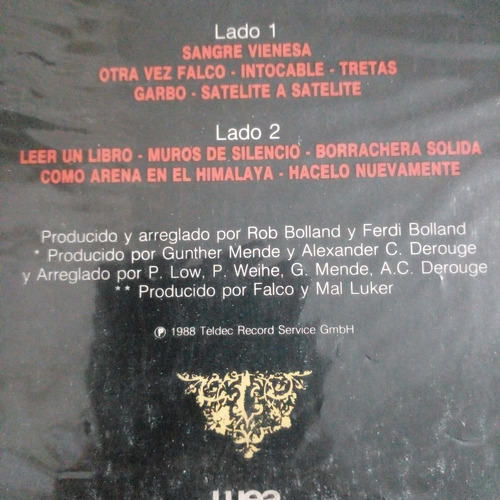 Lado 1
SANGRE VIENESA
OTRA VEZ FALCO - INTOCABLE - TRETAS
GARBO - SATELITE A SATELITE
Lado 2
LEER UN LIBRO - MUROS DE SILENCIO - BORRACHERA SOLIDA
COMO ARENA EN EL HIMALAYA - HACELO NUEVAMENTE
Producido y arreglado por Rob Bolland y Ferdi Bolland
* Producido por Gunther Mende y Alexander C. Derouge
y Arreglado por P. Low, P. Weihe, G. Mende, A.C. Derouge
** Producido por Falco y Mal Luker
℗ 1988 Teldec Record Service GmbH
wea